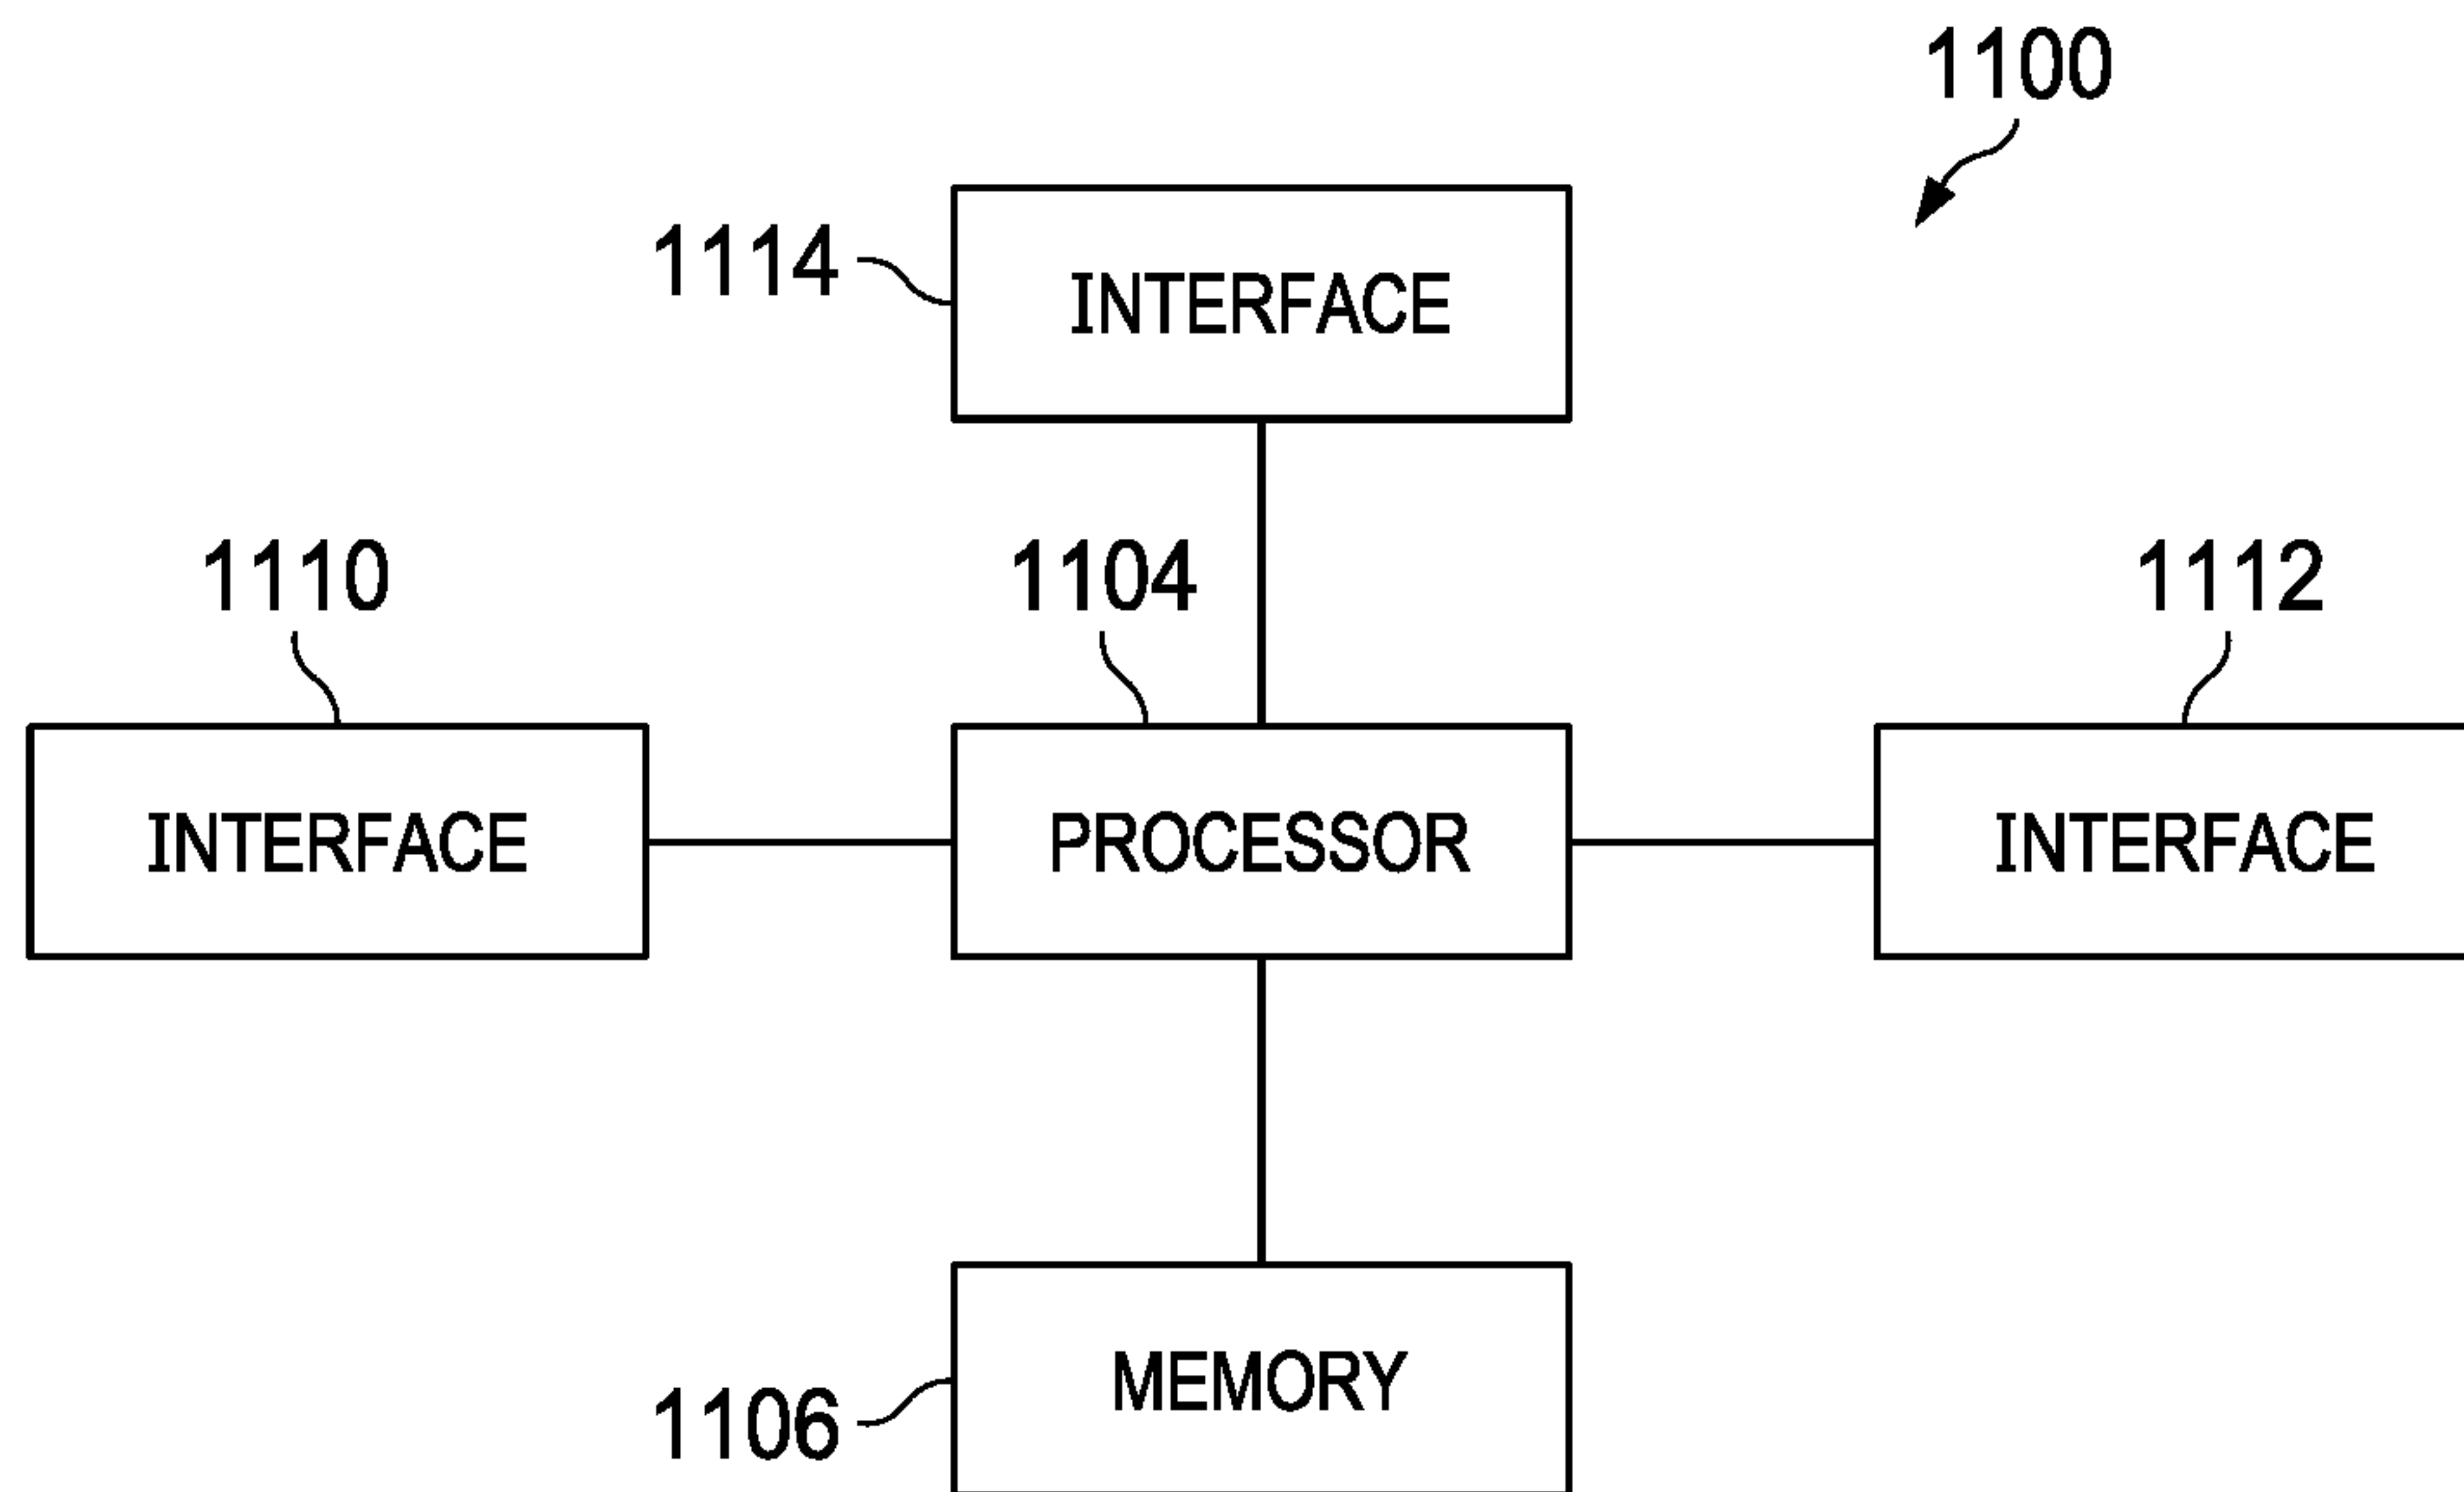 1100
1114
INTERFACE
1110
1104
1112
INTERFACE
PROCESSOR
INTERFACE
MEMORY
1106